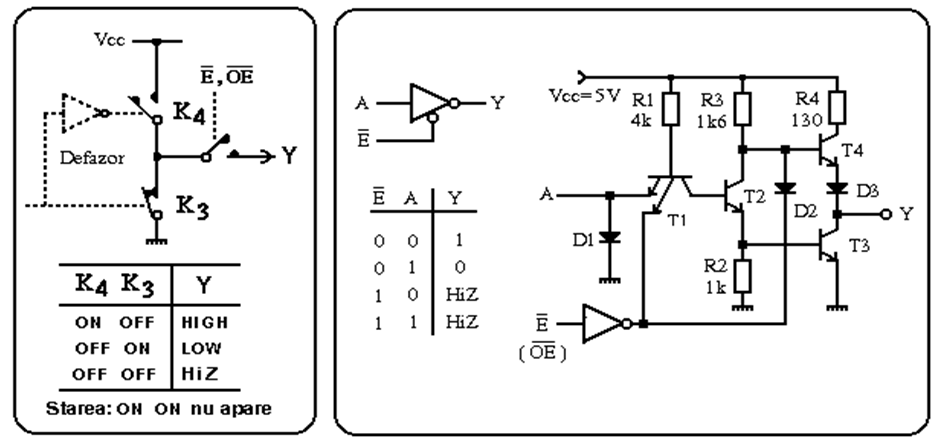 Vcc
E̅, O̅E̅
K4
Defazor
Y
K3
K4 K3 Y
ON OFF HIGH
OFF ON LOW
OFF OFF HiZ
Starea: ON ON nu apare
A Y
E̅
E̅ A Y
0 0 1
0 1 0
1 0 HiZ
1 1 HiZ
Vcc=5V
R1
4k
R3
1k6
R4
130
T4
A
T1
T2
D2
D3
Y
D1
T3
R2
1k
E̅
(O̅E̅)